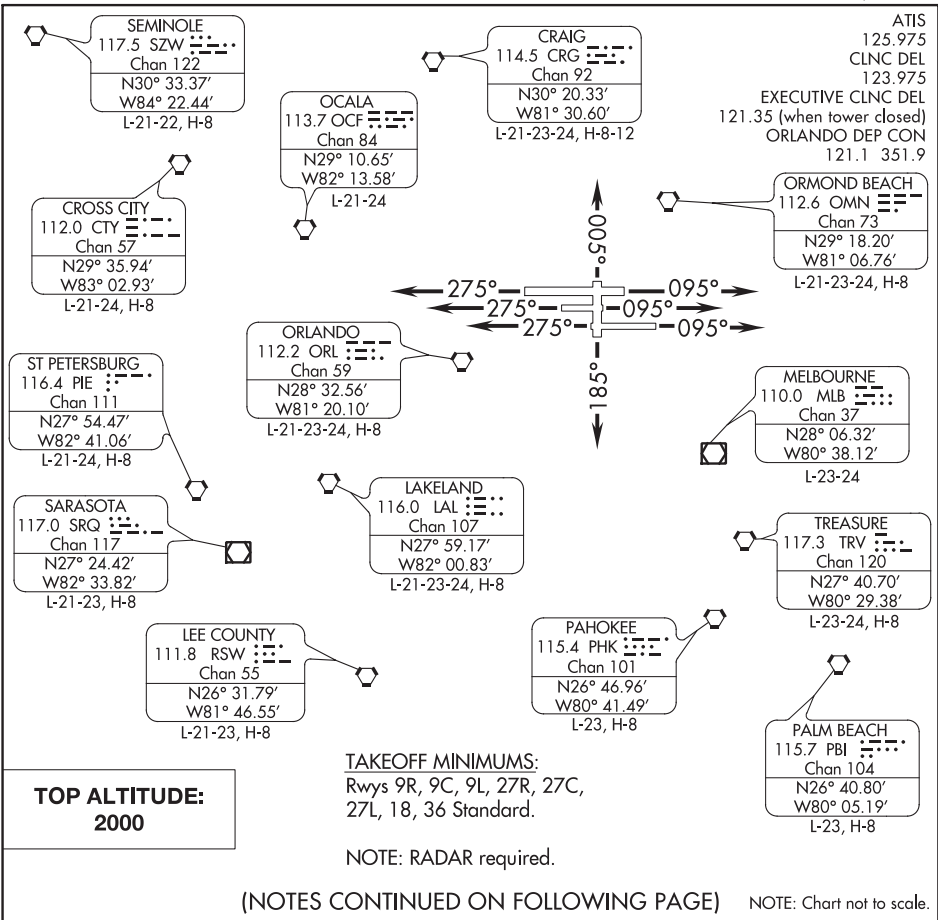 SEMINOLE
117.5 SZW
Chan 122
N30° 33.37′
W84° 22.44′
L-21-22, H-8
CRAIG
114.5 CRG
Chan 92
N30° 20.33′
W81° 30.60′
L-21-23-24, H-8-12
ATIS
125.975
CLNC DEL
123.975
EXECUTIVE CLNC DEL
121.35 (when tower closed)
ORLANDO DEP CON
121.1 351.9
OCALA
113.7 OCF
Chan 84
N29° 10.65′
W82° 13.58′
L-21-24
CROSS CITY
112.0 CTY
Chan 57
N29° 35.94′
W83° 02.93′
L-21-24, H-8
ORMOND BEACH
112.6 OMN
Chan 73
N29° 18.20′
W81° 06.76′
L-21-23-24, H-8
005°
275° 095°
275° 095°
275° 095°
185°
ORLANDO
112.2 ORL
Chan 59
N28° 32.56′
W81° 20.10′
L-21-23-24, H-8
ST PETERSBURG
116.4 PIE
Chan 111
N27° 54.47′
W82° 41.06′
L-21-24, H-8
MELBOURNE
110.0 MLB
Chan 37
N28° 06.32′
W80° 38.12′
L-23-24
SARASOTA
117.0 SRQ
Chan 117
N27° 24.42′
W82° 33.82′
L-21-23, H-8
LAKELAND
116.0 LAL
Chan 107
N27° 59.17′
W82° 00.83′
L-21-23-24, H-8
TREASURE
117.3 TRV
Chan 120
N27° 40.70′
W80° 29.38′
L-23-24, H-8
LEE COUNTY
111.8 RSW
Chan 55
N26° 31.79′
W81° 46.55′
L-21-23, H-8
PAHOKEE
115.4 PHK
Chan 101
N26° 46.96′
W80° 41.49′
L-23, H-8
PALM BEACH
115.7 PBI
Chan 104
N26° 40.80′
W80° 05.19′
L-23, H-8
TOP ALTITUDE:
2000
TAKEOFF MINIMUMS:
Rwys 9R, 9C, 9L, 27R, 27C,
27L, 18, 36 Standard.
NOTE: RADAR required.
(NOTES CONTINUED ON FOLLOWING PAGE)
NOTE: Chart not to scale.